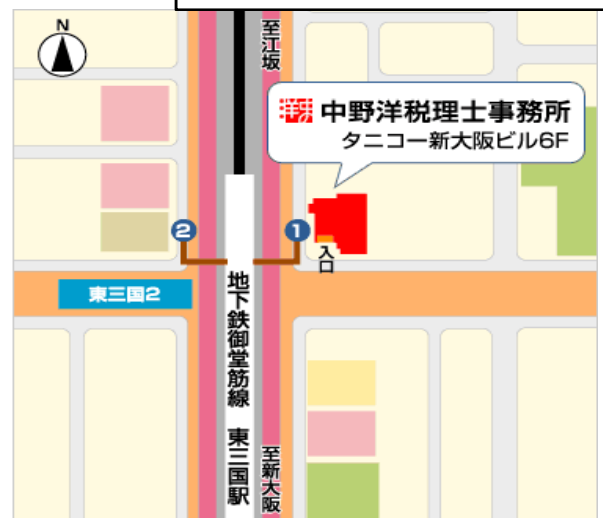 N
至江坂
中野洋税理士事務所
タニコー新大阪ビル6F
2
1
入口
東三国2
地下鉄御堂筋線 東三国駅
至新大阪